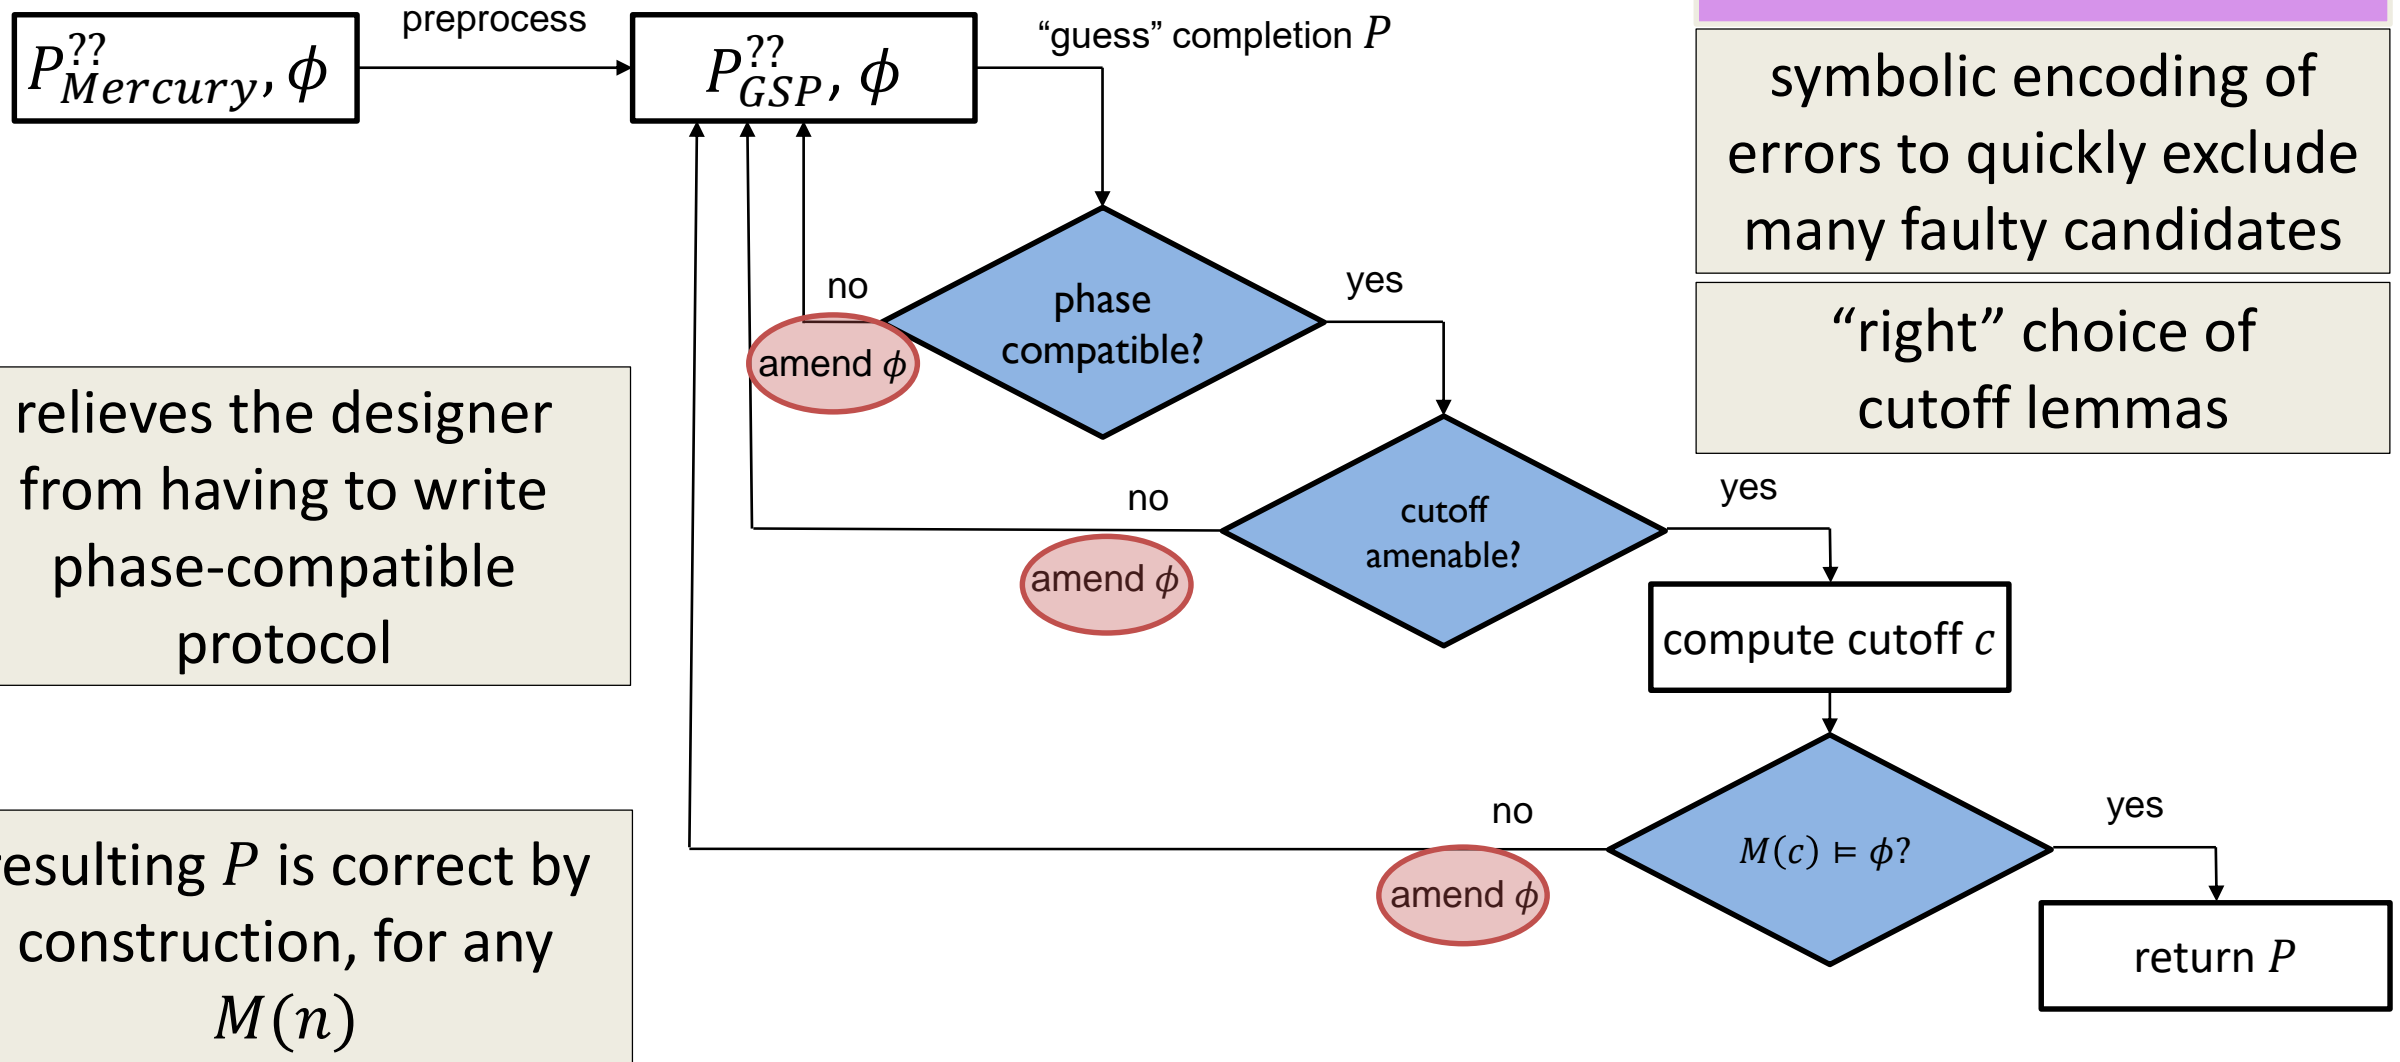 preprocess
"guess" completion P
P^{??}_{Mercury}, ϕ
P^{??}_{GSP}, ϕ
symbolic encoding of
errors to quickly exclude
many faulty candidates
no
phase
compatible?
yes
amend ϕ
"right" choice of
cutoff lemmas
relieves the designer
from having to write
phase-compatible
protocol
no
cutoff
amenable?
yes
amend ϕ
compute cutoff c
no
M(c) ⊨ ϕ?
yes
amend ϕ
resulting P is correct by
construction, for any
M(n)
return P